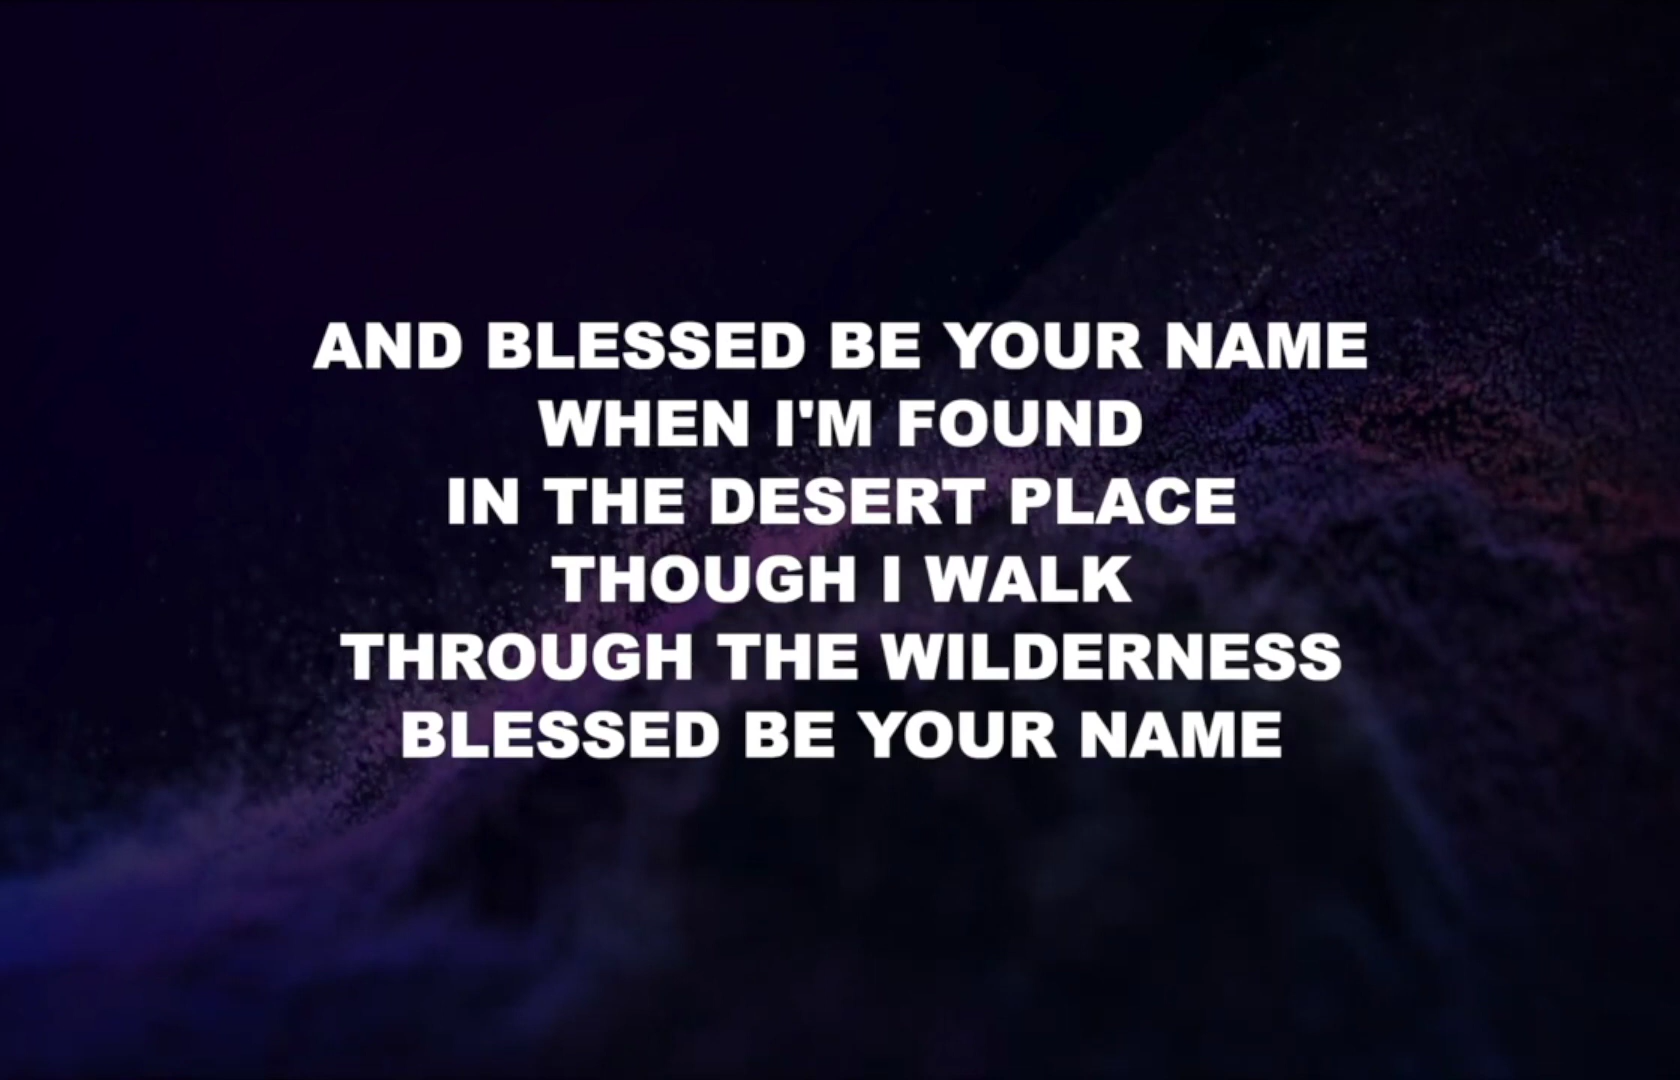 AND BLESSED BE YOUR NAME
WHEN I'M FOUND
IN THE DESERT PLACE
THOUGH I WALK
THROUGH THE WILDERNESS
BLESSED BE YOUR NAME